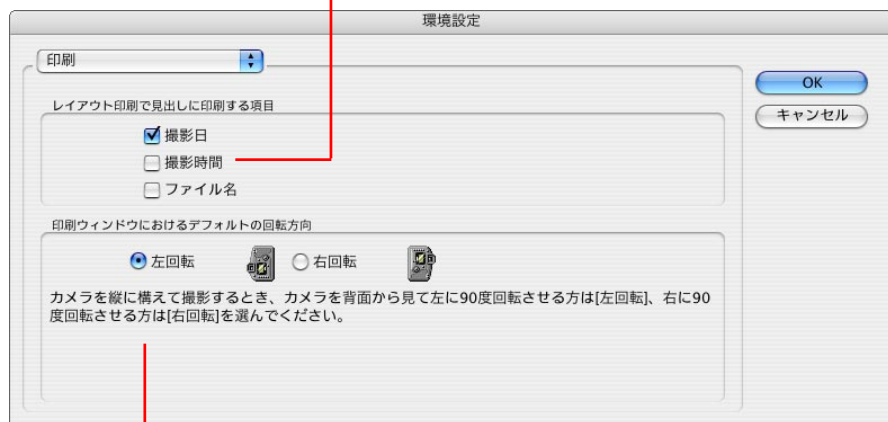 環境設定
印刷
OK
キャンセル
レイアウト印刷で見出しに印刷する項目
撮影日
撮影時間
ファイル名
印刷ウィンドウにおけるデフォルトの回転方向
左回転
右回転
カメラを縦に構えて撮影するとき、カメラを背面から見て左に90度回転させる方は[左回転]、右に90
度回転させる方は[右回転]を選んでください。